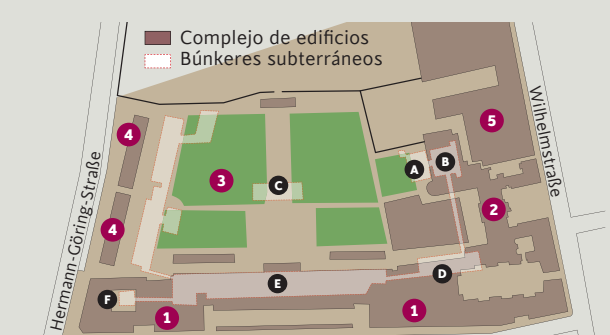 Complejo de edificios
Búnkeres subterráneos
Wilhelmstraße
Hermann-Göring-Straße
4
5
A
B
3
C
2
4
D
E
F
1
1